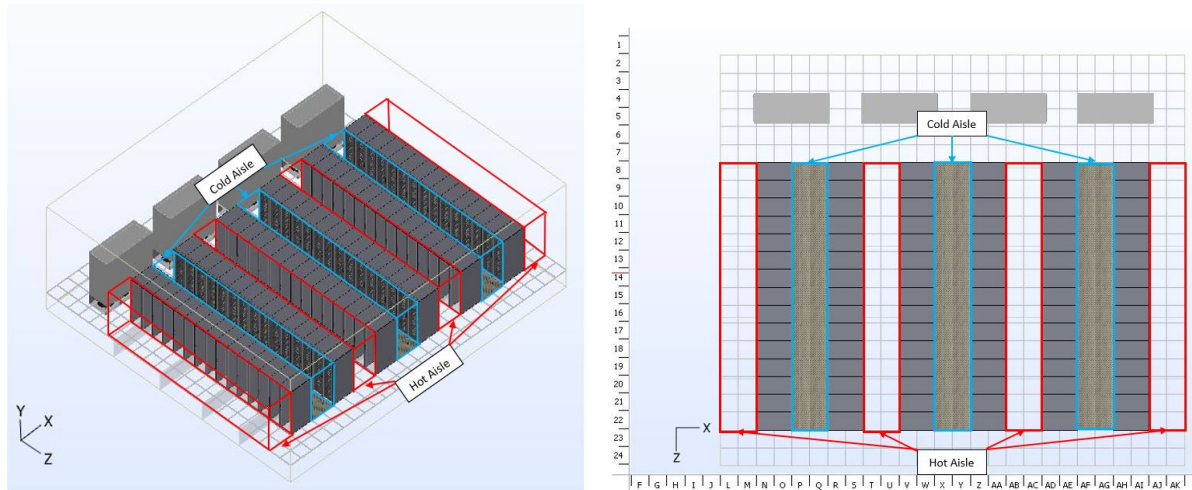 Cold Aisle
Hot Aisle
Y
X
Z
1
2
3
4
5
6
7
8
9
10
11
12
13
14
15
16
17
18
19
20
21
22
23
24
Cold Aisle
X
Z
Hot Aisle
F G H I J L M N O P Q R S T U V W X Y Z AA AB AC AD AE AF AG AH AI AJ AK